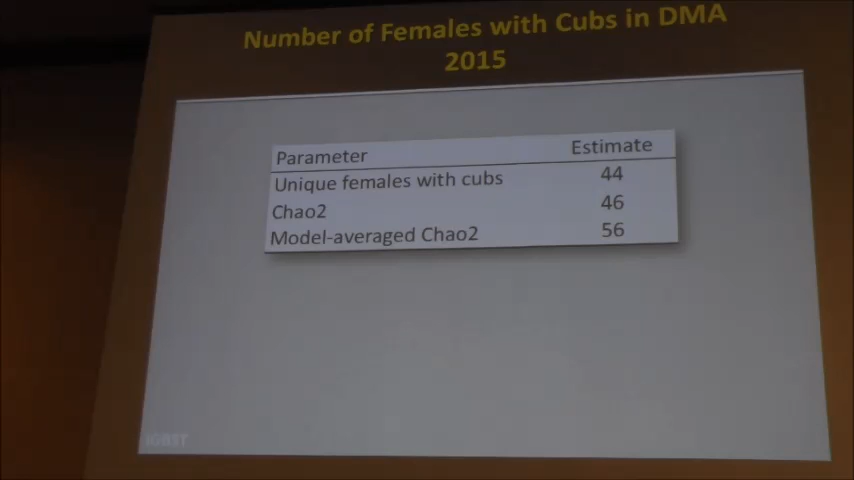 Number of Females with Cubs in DMA
2015
Parameter Estimate
Unique females with cubs 44
Chao2 46
Model-averaged Chao2 56